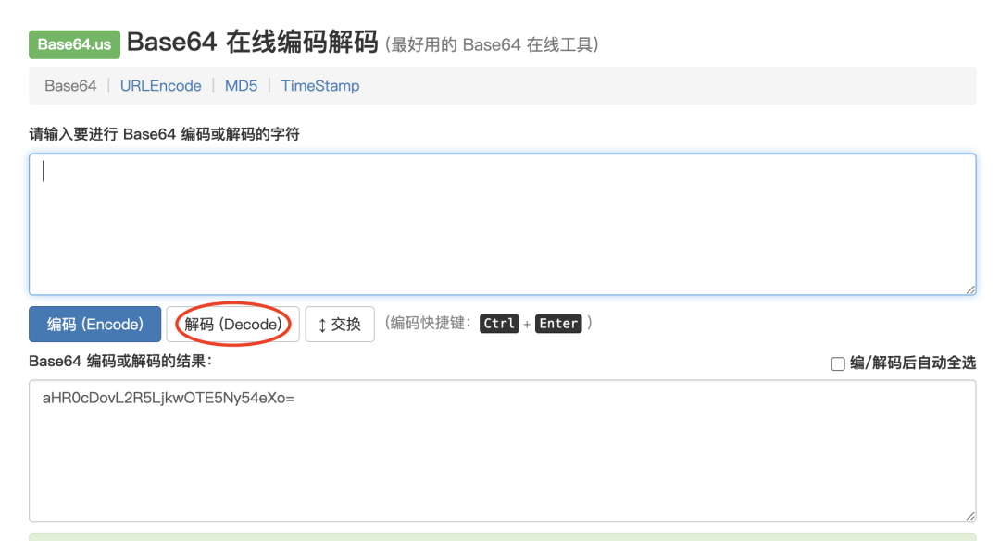 Base64.us Base64 在线编码解码 (最好用的 Base64 在线工具)
Base64 | URLEncode | MD5 | TimeStamp
请输入要进行 Base64 编码或解码的字符
编码 (Encode) 解码 (Decode) ↕ 交换 (编码快捷键： Ctrl + Enter )
Base64 编码或解码的结果： 编/解码后自动全选
aHR0cDovL2R5LjkwOTE5Ny54eXo=